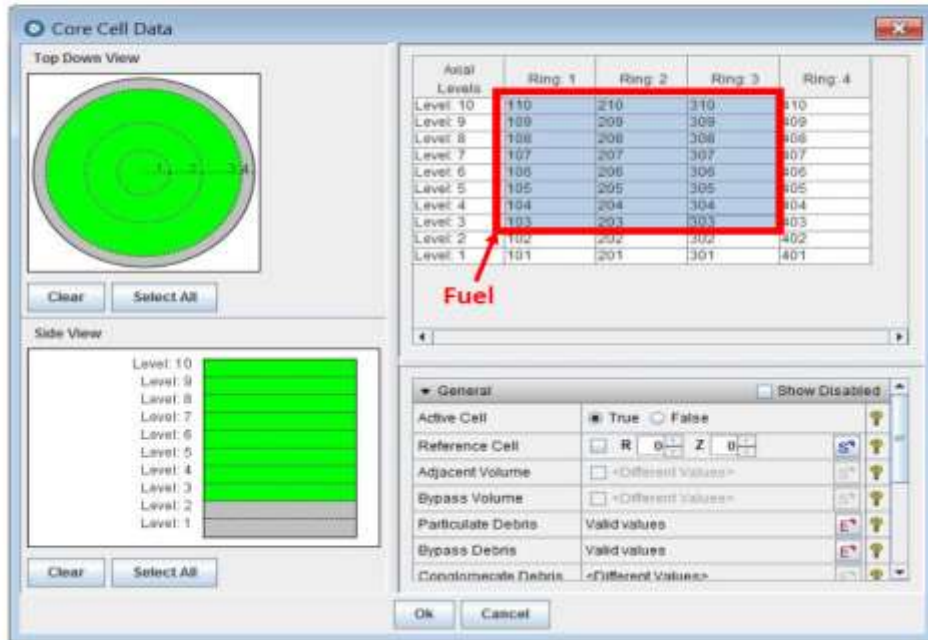 Core Cell Data
Top Down View
1 2 3 4
Clear Select All
Side View
Level: 10
Level: 9
Level: 8
Level: 7
Level: 6
Level: 5
Level: 4
Level: 3
Level: 2
Level: 1
Clear Select All
Axial Levels Ring: 1 Ring: 2 Ring: 3 Ring: 4
Level: 10 110 210 310 410
Level: 9 109 209 309 409
Level: 8 108 208 308 408
Level: 7 107 207 307 407
Level: 6 106 206 306 406
Level: 5 105 205 305 405
Level: 4 104 204 304 404
Level: 3 103 203 303 403
Level: 2 102 202 302 402
Level: 1 101 201 301 401
Fuel
General Show Disabled
Active Cell True False
Reference Cell R 0 Z 0 S
Adjacent Volume <Different Values> S
Bypass Volume <Different Values> S
Particulate Debris Valid values E
Bypass Debris Valid values E
Conglomerate Debris <Different Values>
Ok Cancel